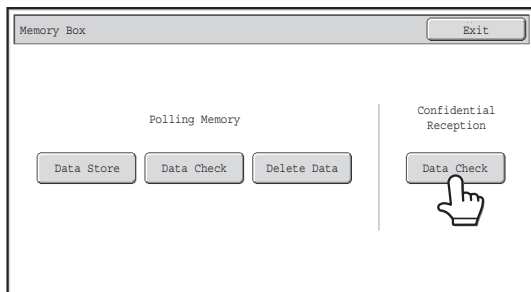 Memory Box
Exit
Polling Memory
Data Store
Data Check
Delete Data
Confidential
Reception
Data Check